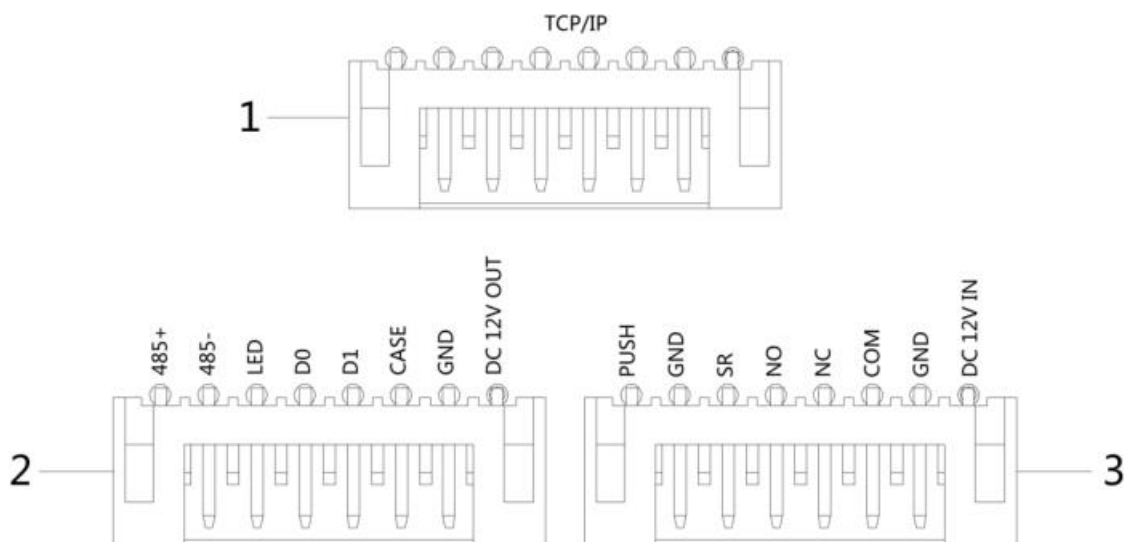 TCP/IP
1
485+
485-
LED
D0
D1
CASE
GND
DC 12V OUT
PUSH
GND
SR
NO
NC
COM
GND
DC 12V IN
2
3